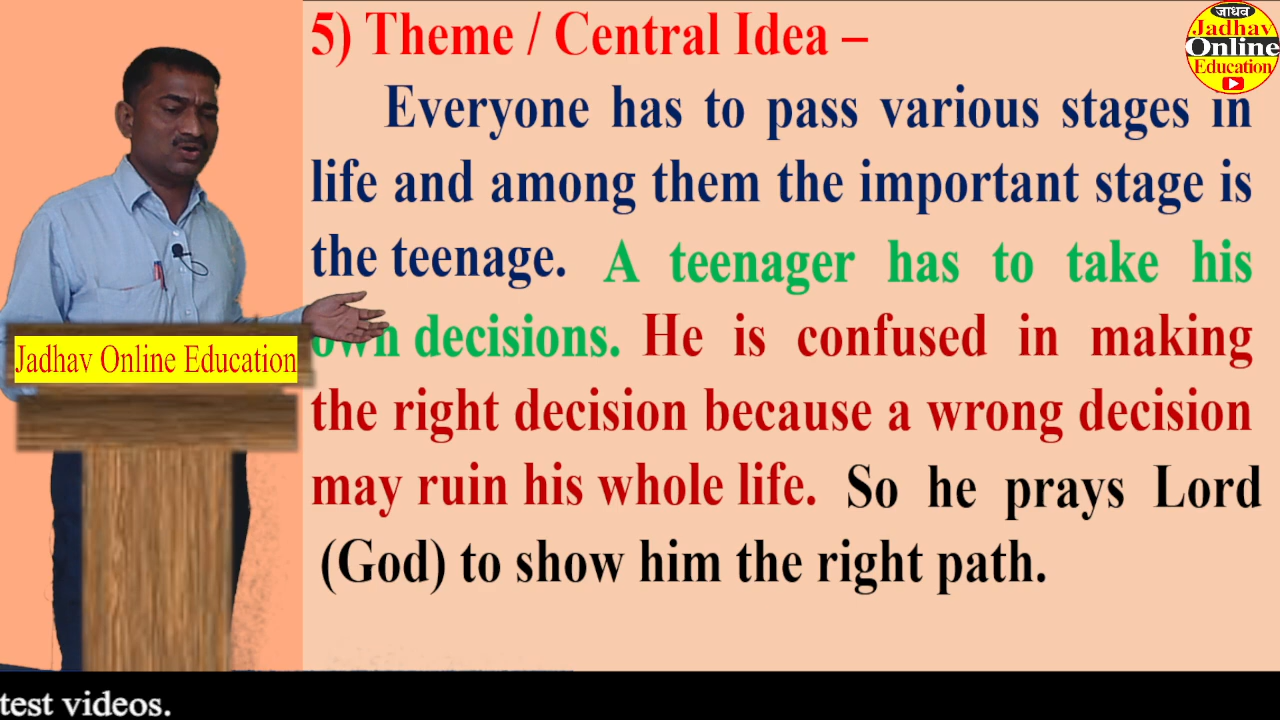 5) Theme / Central Idea –
जाधव
Jadhav
Online
Education
Everyone has to pass various stages in
life and among them the important stage is
the teenage. A teenager has to take his
own decisions. He is confused in making
the right decision because a wrong decision
may ruin his whole life. So he prays Lord
(God) to show him the right path.
Jadhav Online Education
test videos.